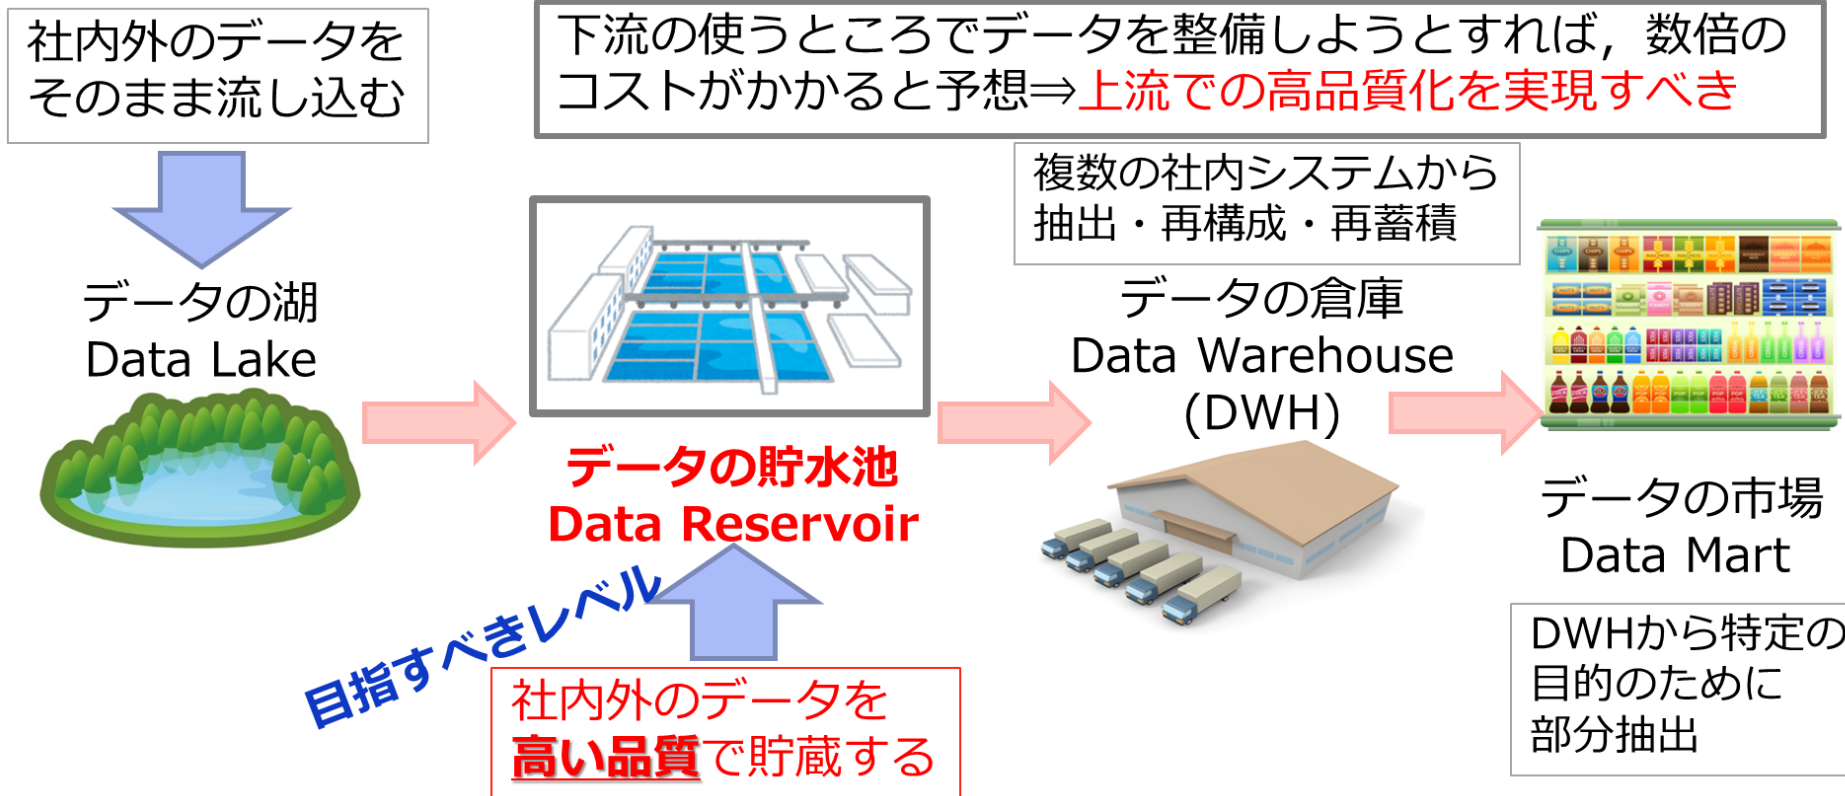 社内外のデータを
そのまま流し込む
下流の使うところでデータを整備しようとすれば，数倍の
コストがかかると予想⇒上流での高品質化を実現すべき
複数の社内システムから
抽出・再構成・再蓄積
データの湖
Data Lake
データの貯水池
Data Reservoir
データの倉庫
Data Warehouse
(DWH)
データの市場
Data Mart
目指すべきレベル
社内外のデータを
高い品質で貯蔵する
DWHから特定の
目的のために
部分抽出